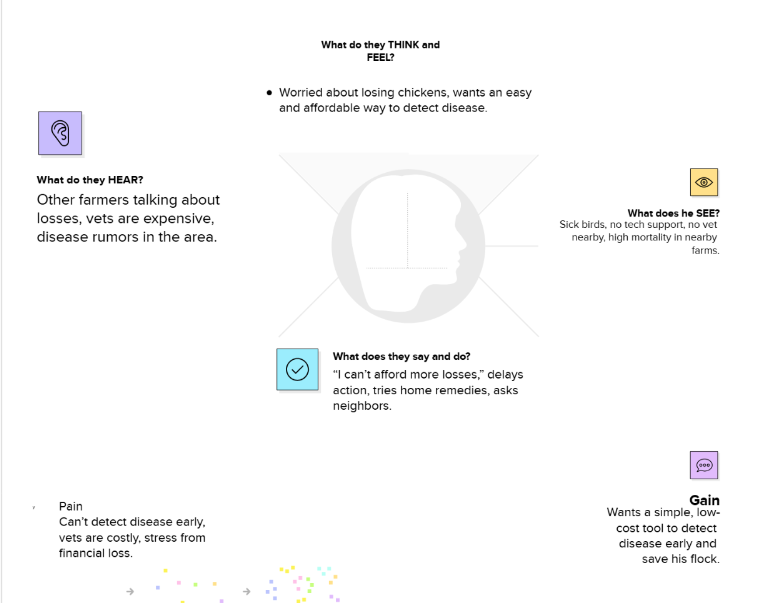 What do they THINK and
FEEL?
• Worried about losing chickens, wants an easy
and affordable way to detect disease.
What do they HEAR?
Other farmers talking about
losses, vets are expensive,
disease rumors in the area.
What does he SEE?
Sick birds, no tech support, no vet
nearby, high mortality in nearby
farms.
What does they say and do?
“I can’t afford more losses,” delays
action, tries home remedies, asks
neighbors.
Pain
Can’t detect disease early,
vets are costly, stress from
financial loss.
Gain
Wants a simple, low-
cost tool to detect
disease early and
save his flock.